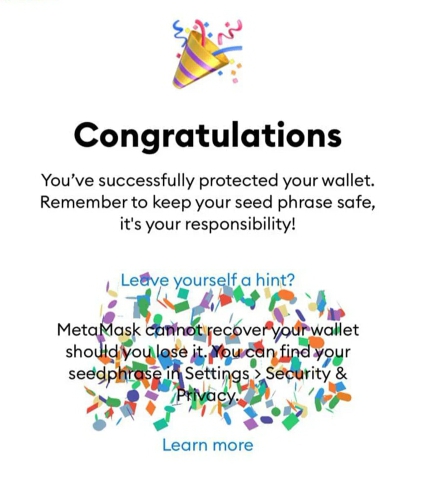 Congratulations
You've successfully protected your wallet.
Remember to keep your seed phrase safe,
it's your responsibility!
Leave yourself a hint?
MetaMask cannot recover your wallet
should you lose it. You can find your
seedphrase in Settings > Security &
Privacy.
Learn more